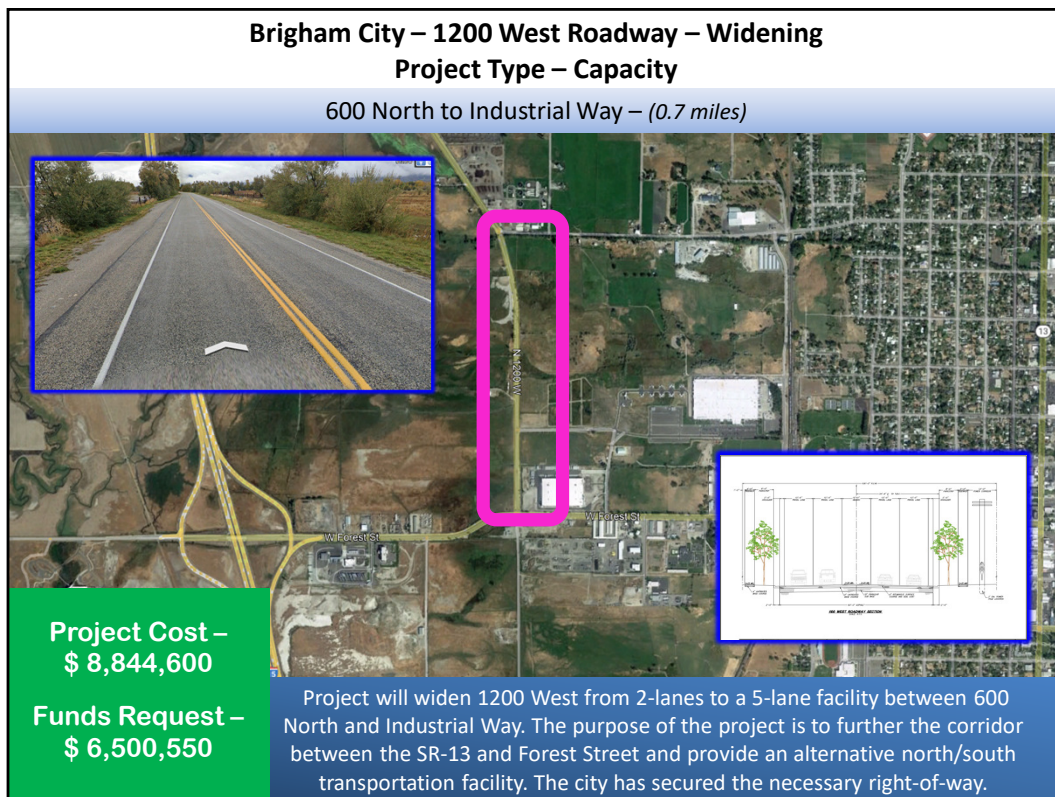 Brigham City – 1200 West Roadway – Widening
Project Type – Capacity
600 North to Industrial Way – (0.7 miles)
N 1200 W
13
W Forest St
W Forest St
Project Cost –
$ 8,844,600
Funds Request –
$ 6,500,550
Project will widen 1200 West from 2-lanes to a 5-lane facility between 600
North and Industrial Way. The purpose of the project is to further the corridor
between the SR-13 and Forest Street and provide an alternative north/south
transportation facility. The city has secured the necessary right-of-way.